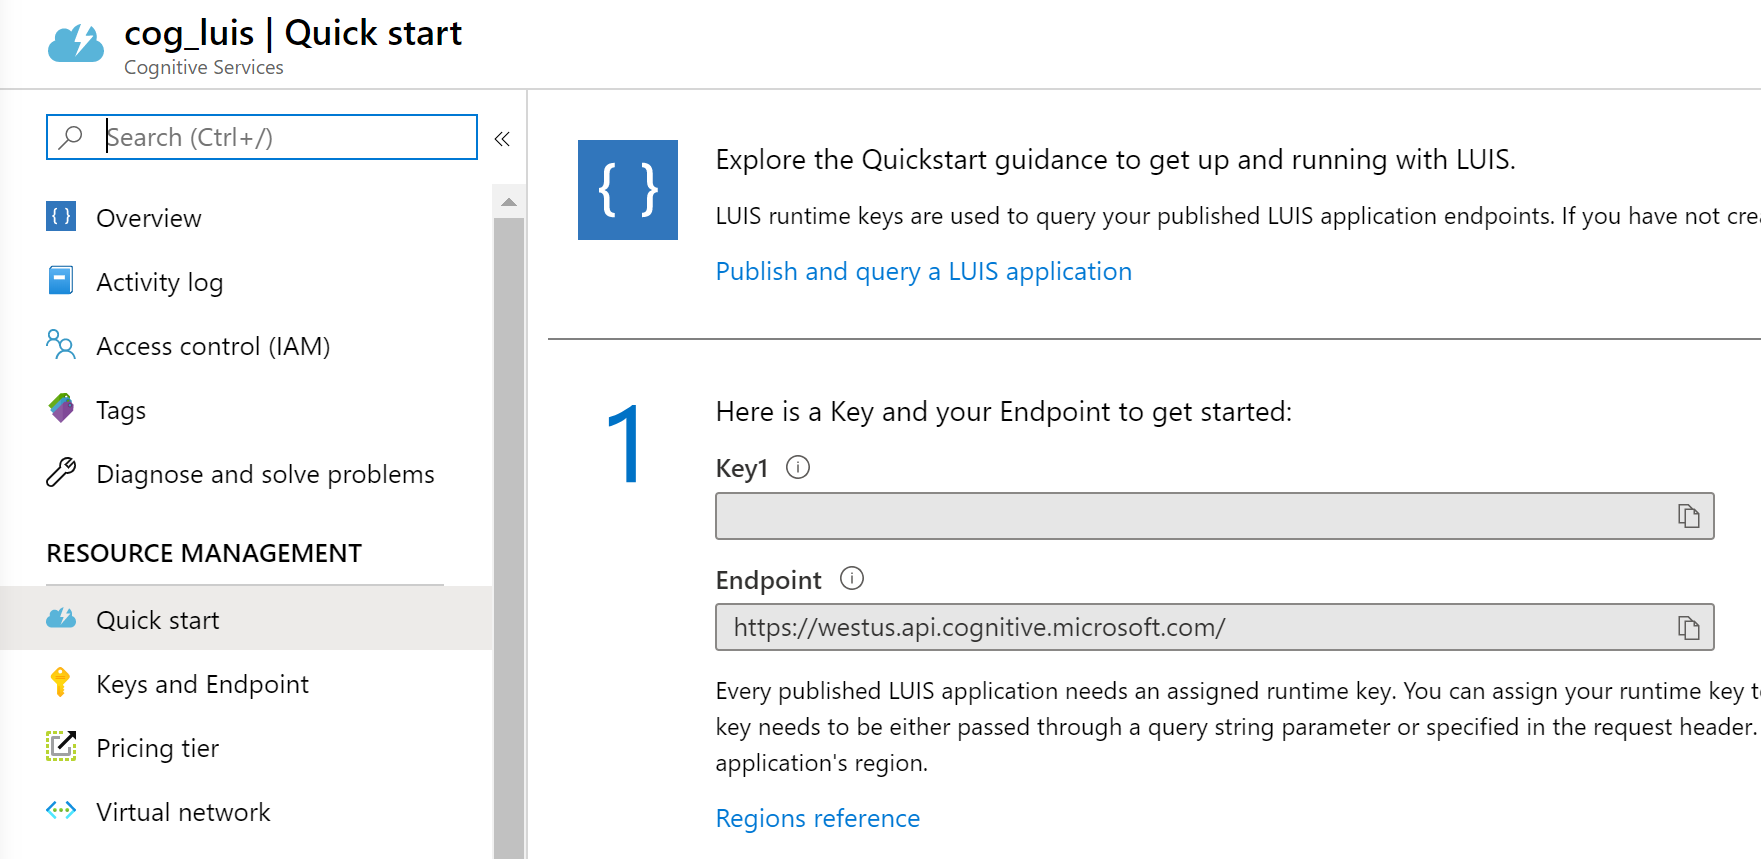 cog_luis | Quick start
Cognitive Services
Search (Ctrl+/)
«
Overview
Activity log
Access control (IAM)
Tags
Diagnose and solve problems
RESOURCE MANAGEMENT
Quick start
Keys and Endpoint
Pricing tier
Virtual network
{ }
Explore the Quickstart guidance to get up and running with LUIS.
LUIS runtime keys are used to query your published LUIS application endpoints. If you have not cre
Publish and query a LUIS application
1
Here is a Key and your Endpoint to get started:
Key1
Endpoint
https://westus.api.cognitive.microsoft.com/
Every published LUIS application needs an assigned runtime key. You can assign your runtime key t
key needs to be either passed through a query string parameter or specified in the request header.
application's region.
Regions reference